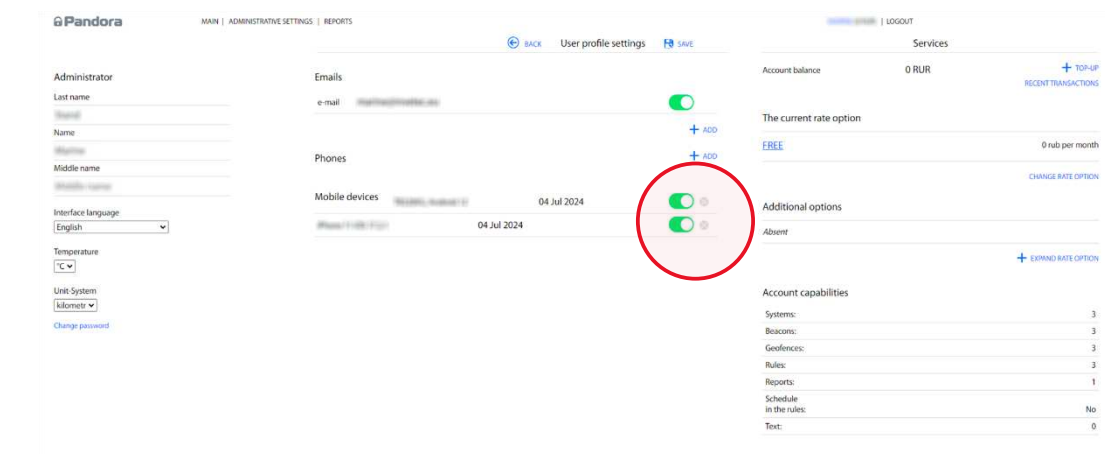 Pandora
MAIN | ADMINISTRATIVE SETTINGS | REPORTS
| LOGOUT
BACK User profile settings SAVE
Services
Administrator
Last name
Name
Middle name
Interface language
English
Temperature
°C
Unit-System
kilometr
Change password
Emails
e-mail
+ ADD
Phones
+ ADD
Mobile devices 04 Jul 2024
04 Jul 2024
Account balance 0 RUR + TOP-UP
RECENT TRANSACTIONS
The current rate option
FREE 0 rub per month
CHANGE RATE OPTION
Additional options
Absent
+ EXPAND RATE OPTION
Account capabilities
Systems: 3
Beacons: 3
Geofences: 3
Rules: 3
Reports: 1
Schedule
in the rules: No
Text: 0